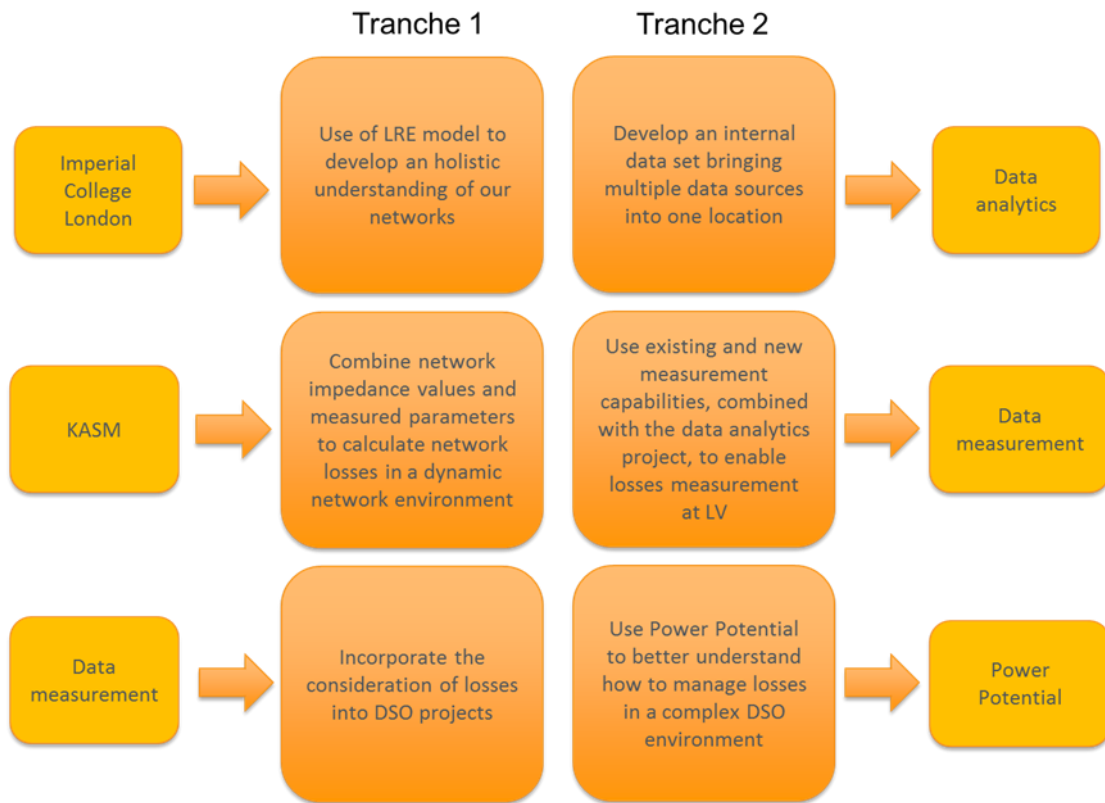 Tranche 1
Tranche 2
Imperial
College
London
Use of LRE model to
develop an holistic
understanding of our
networks
Develop an internal
data set bringing
multiple data sources
into one location
Data
analytics
KASM
Combine network
impedance values and
measured parameters
to calculate network
losses in a dynamic
network environment
Use existing and new
measurement
capabilities, combined
with the data analytics
project, to enable
losses measurement
at LV
Data
measurement
Data
measurement
Incorporate the
consideration of losses
into DSO projects
Use Power Potential
to better understand
how to manage losses
in a complex DSO
environment
Power
Potential